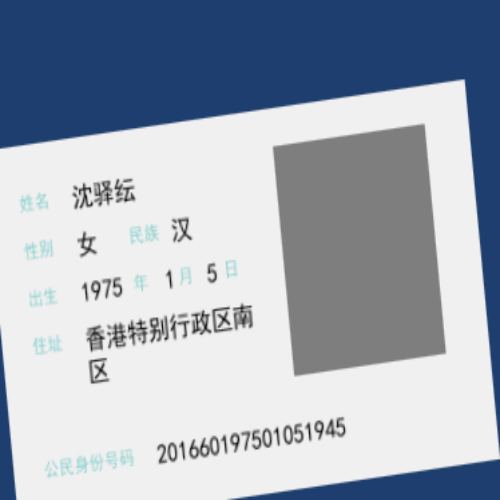 姓名 沈驿纭
性别 女 民族 汉
出生 1975 年 1 月 5 日
住址 香港特别行政区南
区
公民身份号码 201660197501051945